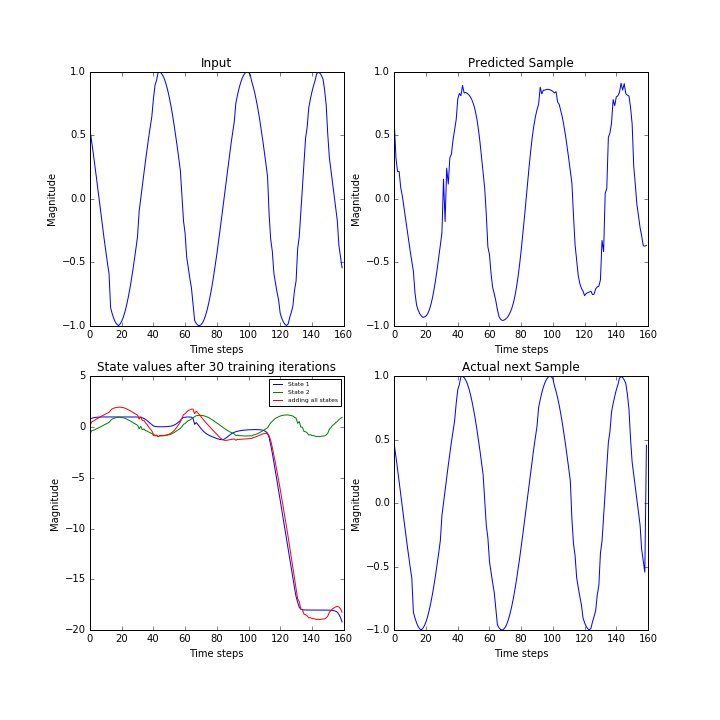 Input
1.0
0.5
0.0
−0.5
−1.0
Magnitude
0 20 40 60 80 100 120 140 160
Time steps
Predicted Sample
1.0
0.5
0.0
−0.5
−1.0
Magnitude
0 20 40 60 80 100 120 140 160
Time steps
State values after 30 training iterations
5
0
−5
−10
−15
−20
Magnitude
State 1
State 2
adding all states
0 20 40 60 80 100 120 140 160
Time steps
Actual next Sample
1.0
0.5
0.0
−0.5
−1.0
Magnitude
0 20 40 60 80 100 120 140 160
Time steps